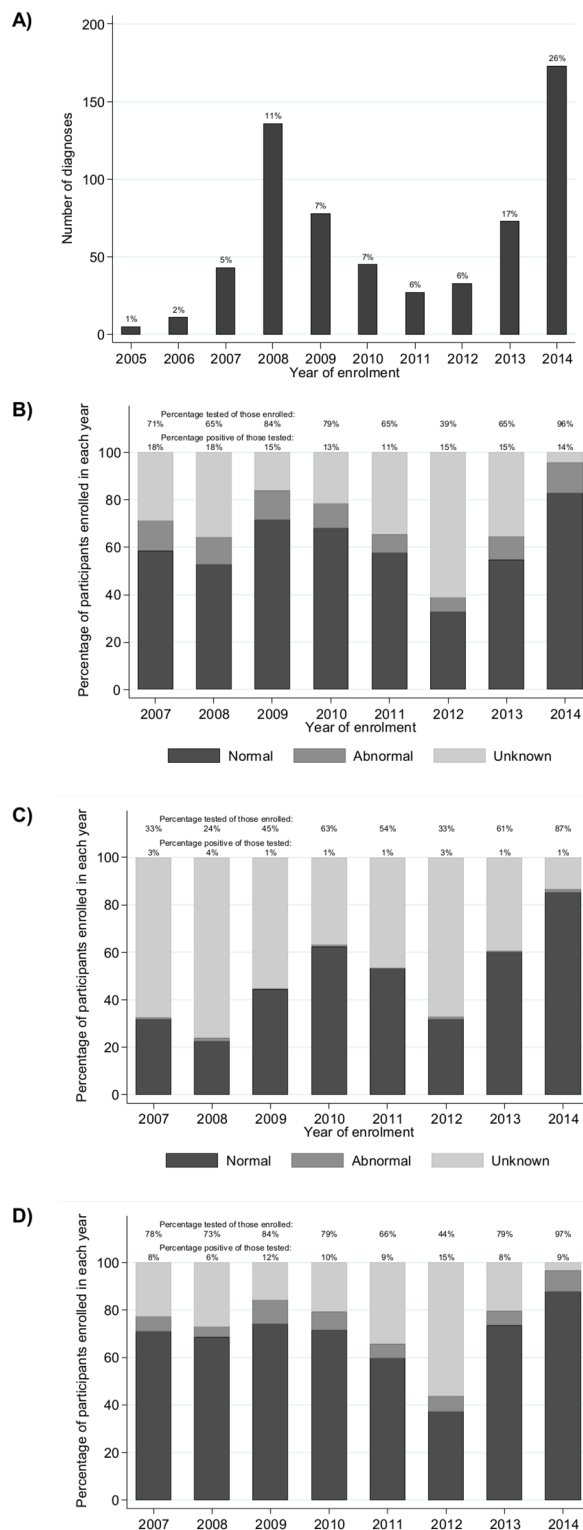 A)
Number of diagnoses
200
150
100
50
0
1%
2%
5%
11%
7%
7%
6%
6%
17%
26%
2005 2006 2007 2008 2009 2010 2011 2012 2013 2014
Year of enrolment
B)
Percentage of participants enrolled in each year
Percentage tested of those enrolled:
71% 65% 84% 79% 65% 39% 65% 96%
Percentage positive of those tested:
18% 18% 15% 13% 11% 15% 15% 14%
100
80
60
40
20
0
2007 2008 2009 2010 2011 2012 2013 2014
Year of enrolment
Normal Abnormal Unknown
C)
Percentage of participants enrolled in each year
Percentage tested of those enrolled:
33% 24% 45% 63% 54% 33% 61% 87%
Percentage positive of those tested:
3% 4% 1% 1% 1% 3% 1% 1%
100
80
60
40
20
0
2007 2008 2009 2010 2011 2012 2013 2014
Year of enrolment
Normal Abnormal Unknown
D)
Percentage of participants enrolled in each year
Percentage tested of those enrolled:
78% 73% 84% 79% 66% 44% 79% 97%
Percentage positive of those tested:
8% 6% 12% 10% 9% 15% 8% 9%
100
80
60
40
20
0
2007 2008 2009 2010 2011 2012 2013 2014